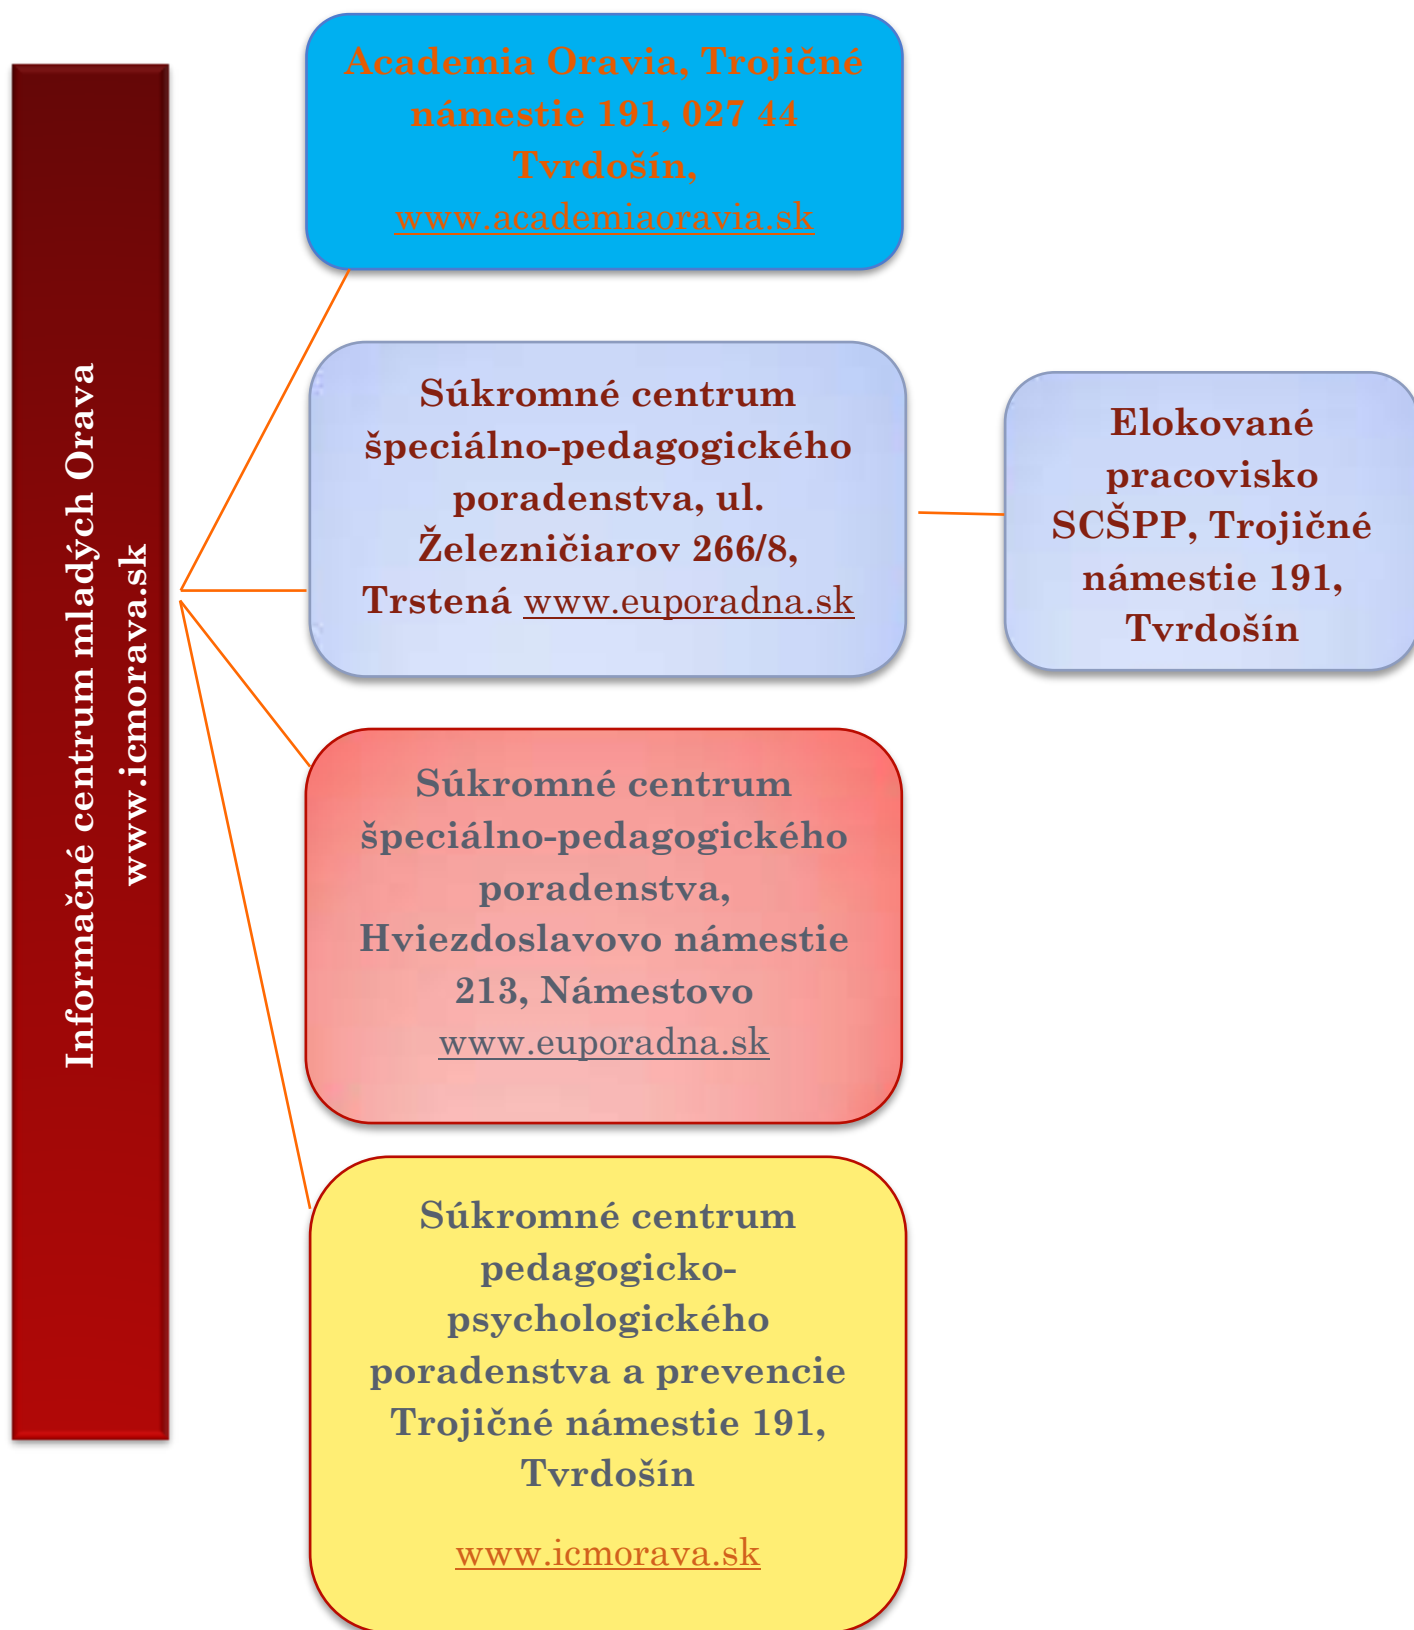 Informačné centrum mladých Orava
www.icmorava.sk
Academia Oravia, Trojičné
námestie 191, 027 44
Tvrdošín,
www.academiaoravia.sk
Súkromné centrum
špeciálno-pedagogického
poradenstva, ul.
Železničiarov 266/8,
Trstená www.euporadna.sk
Elokované
pracovisko
SCŠPP, Trojičné
námestie 191,
Tvrdošín
Súkromné centrum
špeciálno-pedagogického
poradenstva,
Hviezdoslavovo námestie
213, Námestovo
www.euporadna.sk
Súkromné centrum
pedagogicko-
psychologického
poradenstva a prevencie
Trojičné námestie 191,
Tvrdošín
www.icmorava.sk